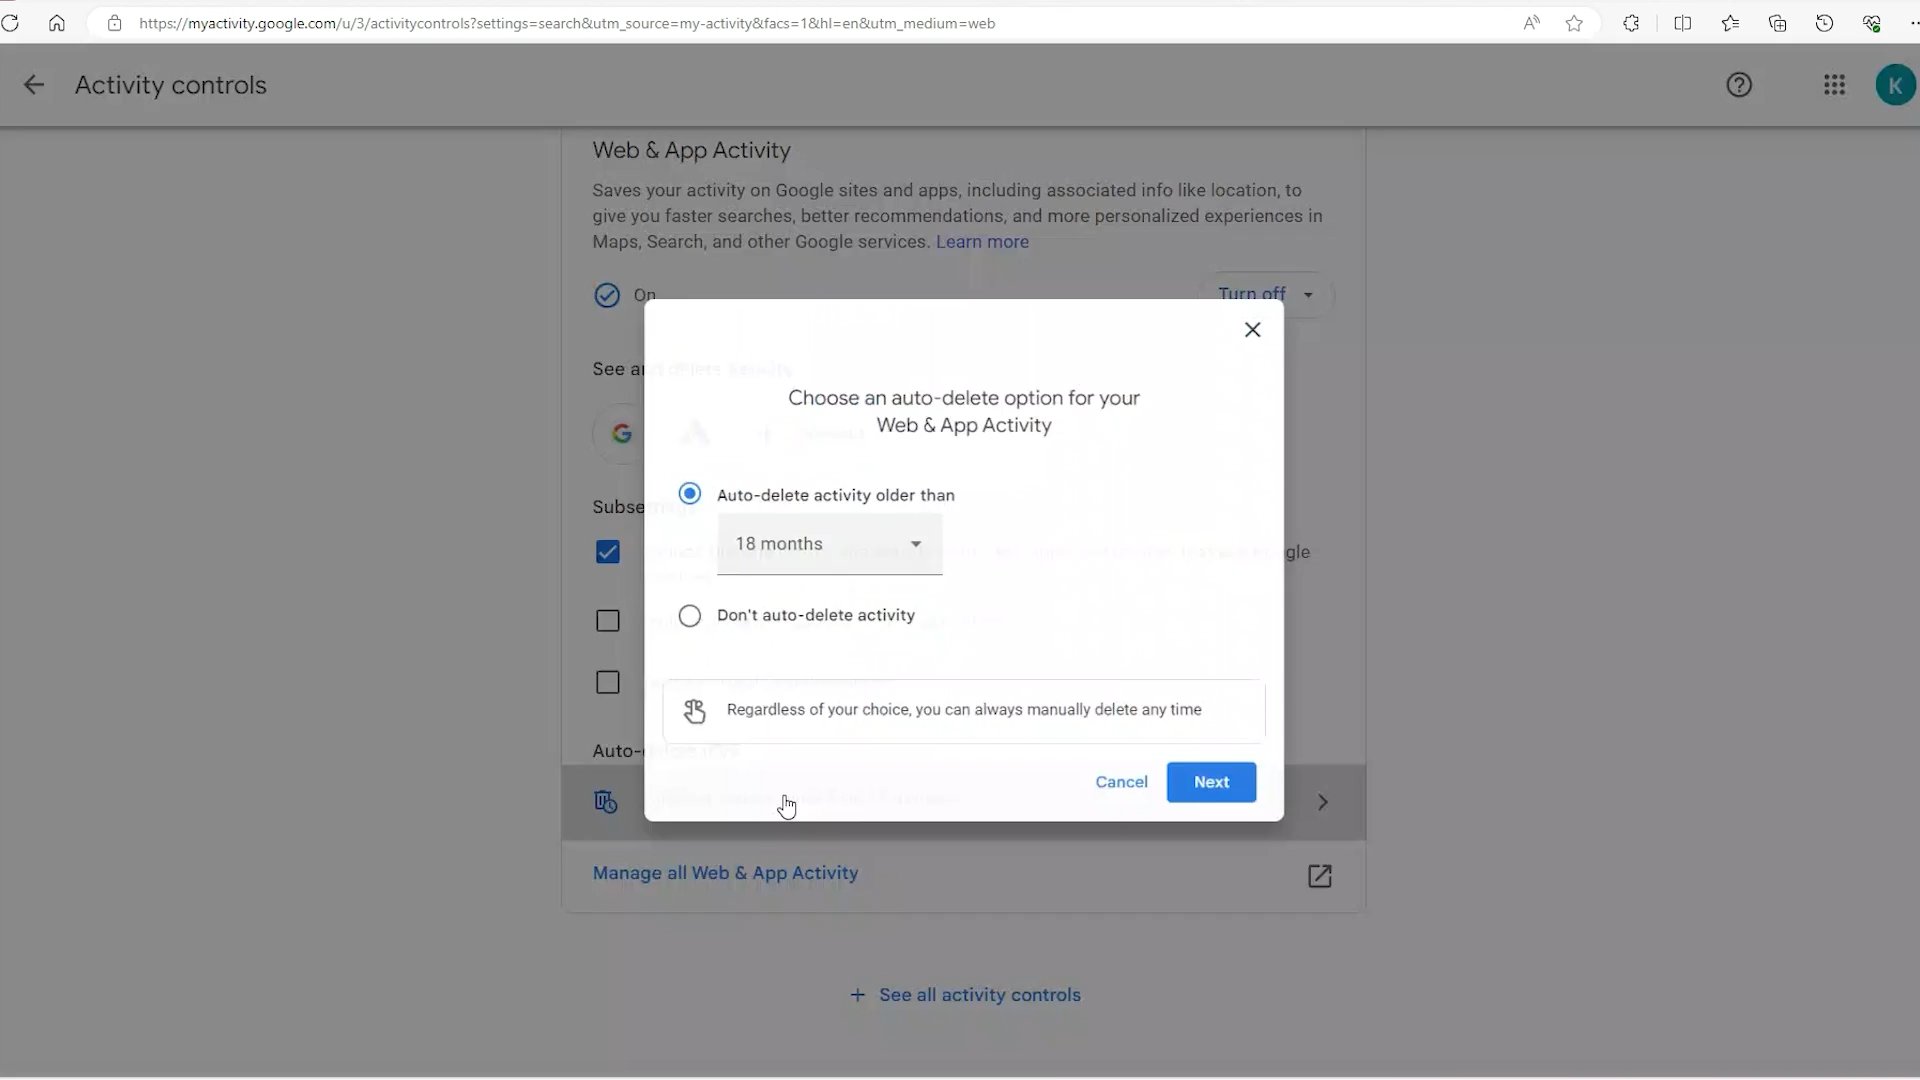 https://myactivity.google.com/u/3/activitycontrols?settings=search&utm_source=my-activity&facs=1&hl=en&utm_medium=web
Activity controls
K
Web & App Activity
Saves your activity on Google sites and apps, including associated info like location, to
give you faster searches, better recommendations, and more personalized experiences in
Maps, Search, and other Google services. Learn more
On
Turn off
See and delete activity
Choose an auto-delete option for your
Web & App Activity
Auto-delete activity older than
18 months
Don't auto-delete activity
Regardless of your choice, you can always manually delete any time
Cancel
Next
Manage all Web & App Activity
+ See all activity controls